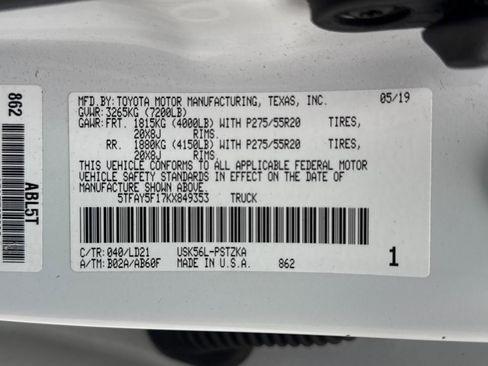 MFD.BY:TOYOTA MOTOR MANUFACTURING, TEXAS, INC. 05/19
GVWR:3265KG (7200LB)
GAWR:FRT. 1815KG (4000LB) WITH P275/55R20 TIRES,
20X8J RIMS.
RR. 1880KG (4150LB) WITH P275/55R20 TIRES,
20X8J RIMS.
THIS VEHICLE CONFORMS TO ALL APPLICABLE FEDERAL MOTOR
VEHICLE SAFETY STANDARDS IN EFFECT ON THE DATE OF
MANUFACTURE SHOWN ABOVE.
5TFAY5F17KX849353 TRUCK
C/TR:040/LD21 USK56L-PSTZKA
A/TM:B02A/AB60F MADE IN U.S.A. 862 1
862
ABL5T